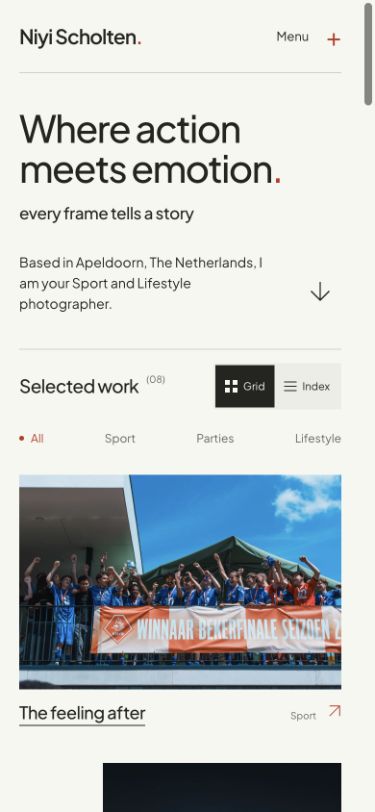 Niyi Scholten.
Menu +
Where action
meets emotion.
every frame tells a story
Based in Apeldoorn, The Netherlands, I
am your Sport and Lifestyle
photographer.
Selected work (08)
Grid
Index
All
Sport
Parties
Lifestyle
WINNAAR BEKERFINALE SEIZOEN 2
The feeling after
Sport